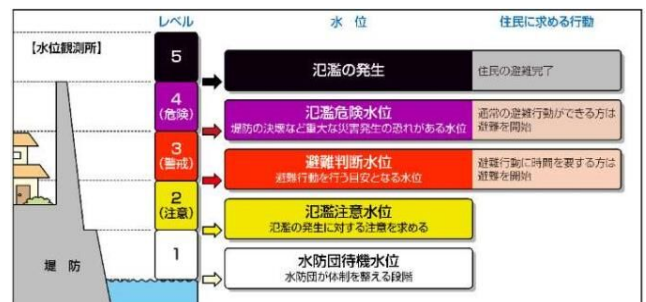 レベル 水位 住民に求める行動
【水位観測所】
5
氾濫の発生
住民の避難完了
4
(危険)
氾濫危険水位
堤防の決壊など重大な災害発生の恐れがある水位
通常の避難行動ができる方は
避難を開始
3
(警戒)
避難判断水位
避難行動を行う目安となる水位
避難行動に時間を要する方は
避難を開始
2
(注意)
氾濫注意水位
氾濫の発生に対する注意を求める
1
水防団待機水位
水防団が体制を整える段階
堤防